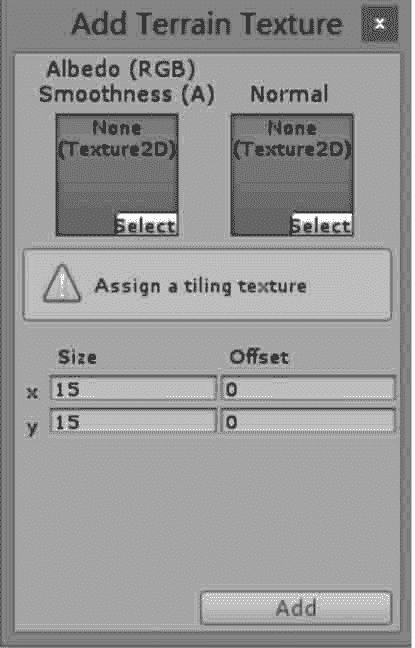 Add Terrain Texture x
Albedo (RGB)
Smoothness (A) Normal
None None
(Texture2D) (Texture2D)
Select Select
Assign a tiling texture
Size Offset
x 15 0
y 15 0
Add